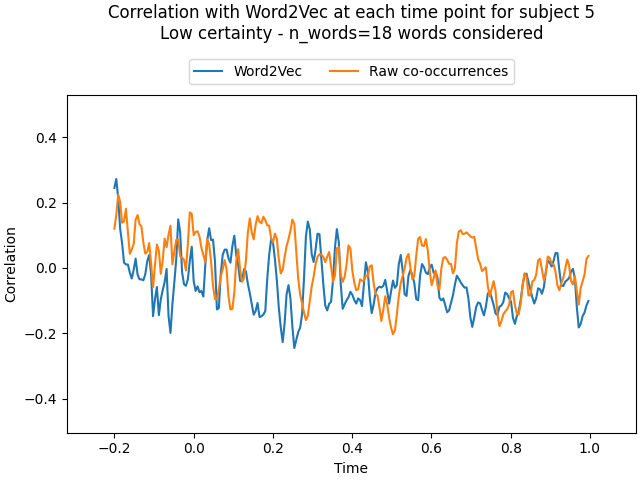 Correlation with Word2Vec at each time point for subject 5
Low certainty - n_words=18 words considered
Word2Vec
Raw co-occurrences
0.4
0.2
0.0
−0.2
−0.4
Correlation
−0.2
0.0
0.2
0.4
0.6
0.8
1.0
Time